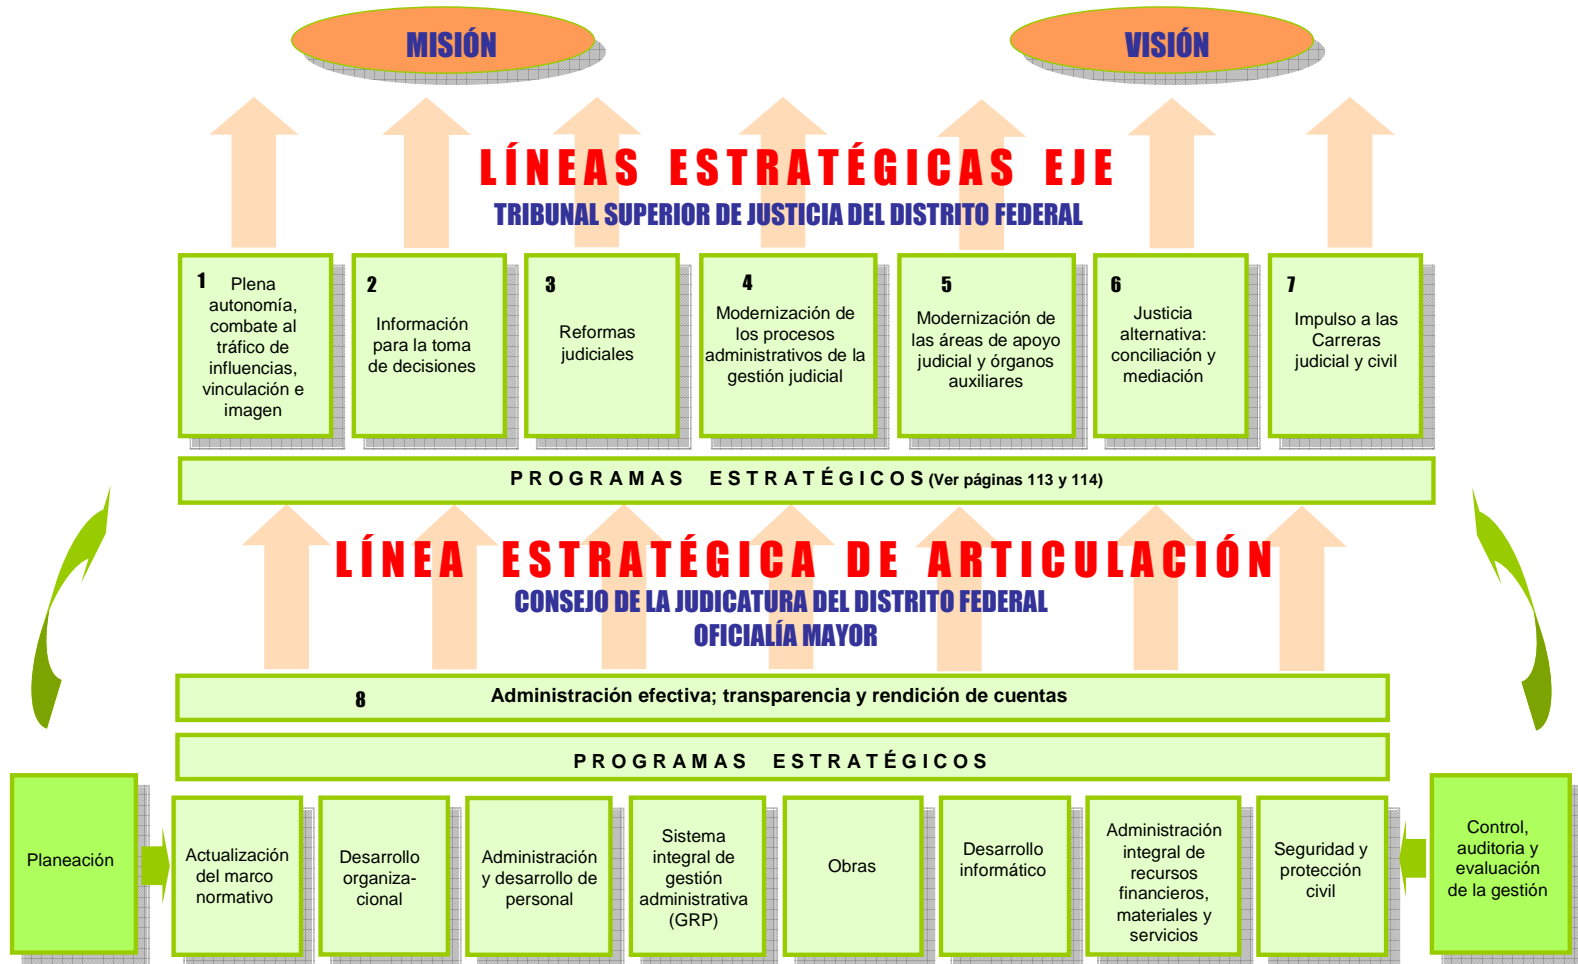 MISIÓN
VISIÓN
LÍNEAS ESTRATÉGICAS EJE
TRIBUNAL SUPERIOR DE JUSTICIA DEL DISTRITO FEDERAL
1 Plena
autonomía,
combate al
tráfico de
influencias,
vinculación e
imagen
2
Información
para la toma
de decisiones
3
Reformas
judiciales
4
Modernización de
los procesos
administrativos de la
gestión judicial
5
Modernización de
las áreas de apoyo
judicial y órganos
auxiliares
6
Justicia
alternativa:
conciliación y
mediación
7
Impulso a las
Carreras
judicial y civil
PROGRAMAS ESTRATÉGICOS (Ver páginas 113 y 114)
LÍNEA ESTRATÉGICA DE ARTICULACIÓN
CONSEJO DE LA JUDICATURA DEL DISTRITO FEDERAL
OFICIALÍA MAYOR
8 Administración efectiva; transparencia y rendición de cuentas
PROGRAMAS ESTRATÉGICOS
Planeación
Actualización
del marco
normativo
Desarrollo
organiza-
cional
Administración
y desarrollo de
personal
Sistema
integral de
gestión
administrativa
(GRP)
Obras
Desarrollo
informático
Administración
integral de
recursos
financieros,
materiales y
servicios
Seguridad y
protección
civil
Control,
auditoria y
evaluación
de la gestión